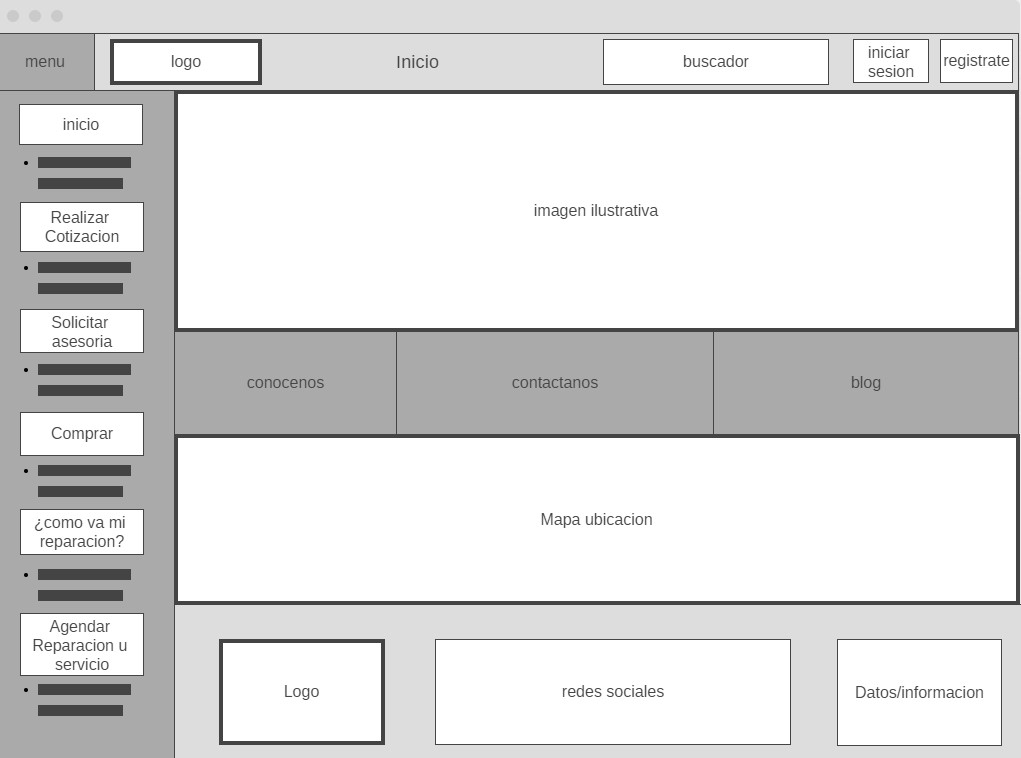 menu
logo
Inicio
buscador
iniciar
sesion
registrate
inicio
Realizar
Cotizacion
Solicitar
asesoria
Comprar
¿como va mi
reparacion?
Agendar
Reparacion u
servicio
imagen ilustrativa
conocenos
contactanos
blog
Mapa ubicacion
Logo
redes sociales
Datos/informacion